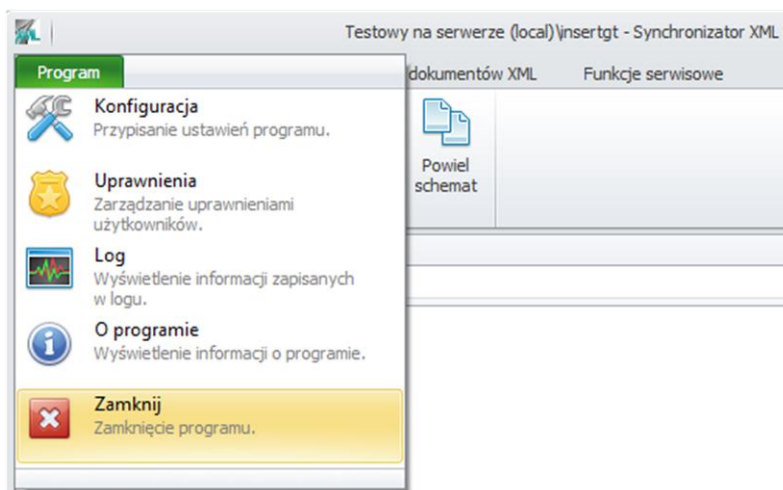 Testowy na serwerze (local)\insertgt - Synchronizator XML
Program
dokumentów XML
Funkcje serwisowe
Konfiguracja
Przypisanie ustawień programu.
Uprawnienia
Zarządzanie uprawnieniami
użytkowników.
Log
Wyświetlenie informacji zapisanych
w logu.
O programie
Wyświetlenie informacji o programie.
Zamknij
Zamknięcie programu.
Powiel
schemat